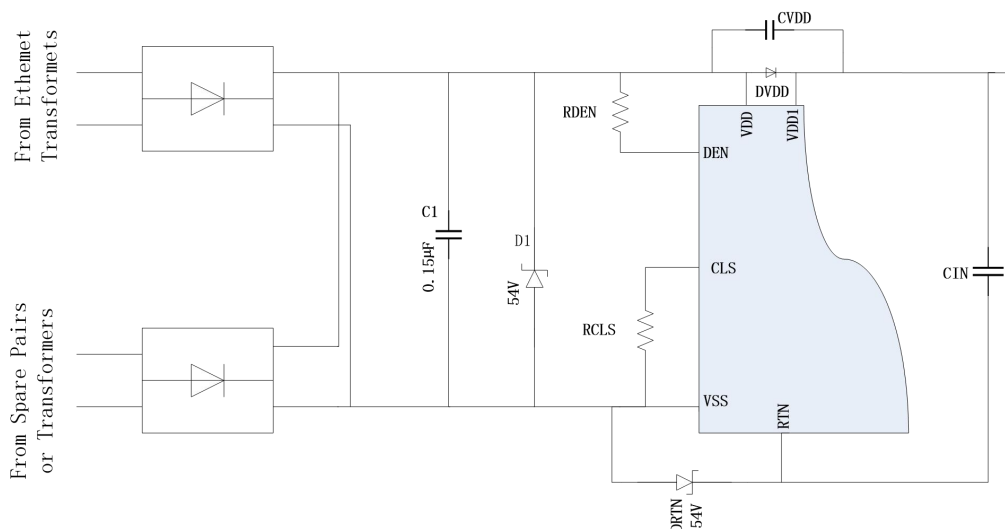 From Ethemet
Transformets
From Spare Pairs
or Transformers
C1
0.15μF
D1
54V
RDEN
RCLS
CVDD
DVDD
VDD
VDD1
DEN
CLS
VSS
RTN
CIN
DRTN
54V